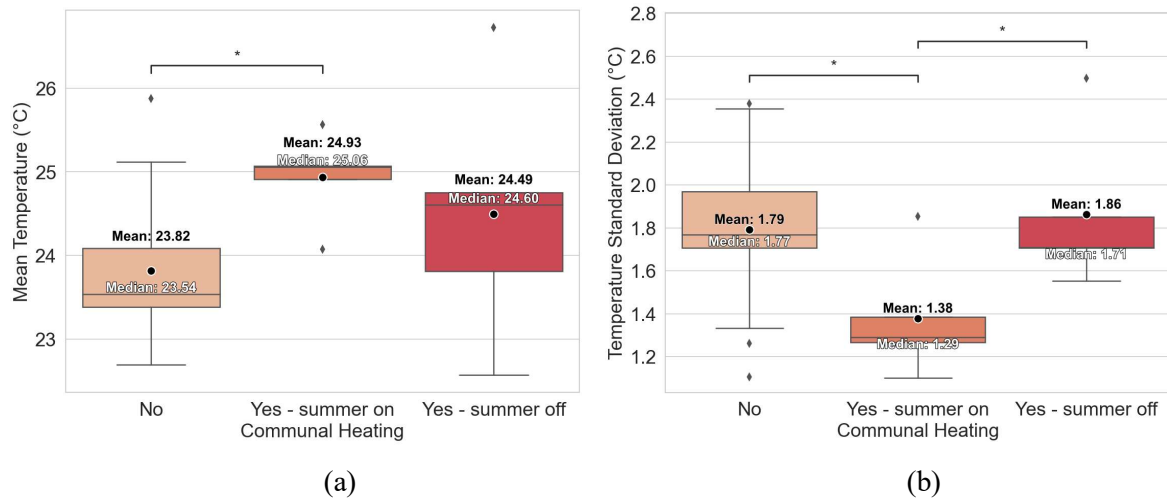 Mean Temperature (°C)
26
25
24
23
*
Mean: 23.82
Median: 23.54
Mean: 24.93
Median: 25.06
Mean: 24.49
Median: 24.60
No
Yes - summer on
Yes - summer off
Communal Heating
(a)
Temperature Standard Deviation (°C)
2.8
2.6
2.4
2.2
2.0
1.8
1.6
1.4
1.2
*
*
Mean: 1.79
Median: 1.77
Mean: 1.38
Median: 1.29
Mean: 1.86
Median: 1.71
No
Yes - summer on
Yes - summer off
Communal Heating
(b)